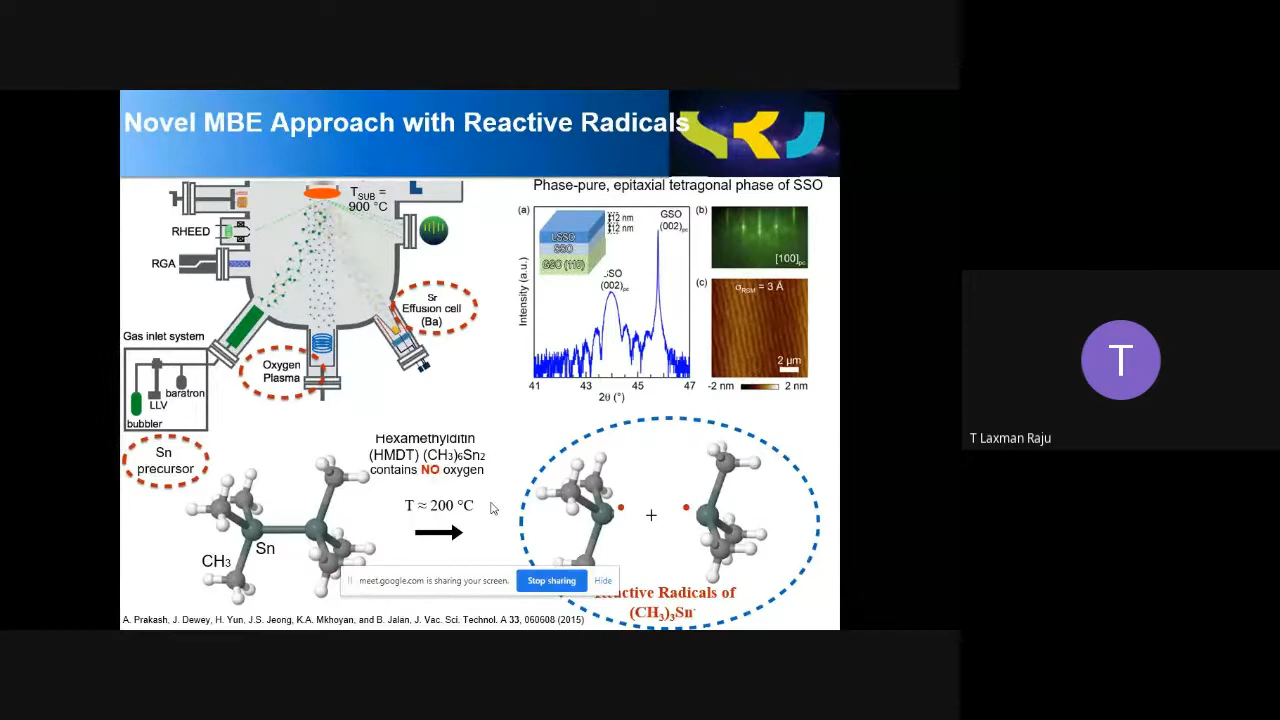 Novel MBE Approach with Reactive Radicals
TSUB =
900 °C
RHEED
RGA
Sr
Effusion cell
(Ba)
Gas inlet system
Oxygen
Plasma
baratron
LLV
bubbler
Sn
precursor
Phase-pure, epitaxial tetragonal phase of SSO
(a)
12 nm
12 nm
LSSO
SSO
GSO (110)
GSO
(002)pc
SSO
(002)pc
Intensity (a.u.)
41 43 45 47
2θ (°)
(b)
[100]pc
(c)
σRSM = 3 Å
2 μm
-2 nm 2 nm
Hexamethylditin
(HMDT) (CH3)6Sn2
contains NO oxygen
T ≈ 200 °C
CH3
Sn
+
meet.google.com is sharing your screen.
Stop sharing
Hide
Reactive Radicals of
(CH3)3Sn·
A. Prakash, J. Dewey, H. Yun, J.S. Jeong, K.A. Mkhoyan, and B. Jalan, J. Vac. Sci. Technol. A 33, 060608 (2015)
T
T Laxman Raju